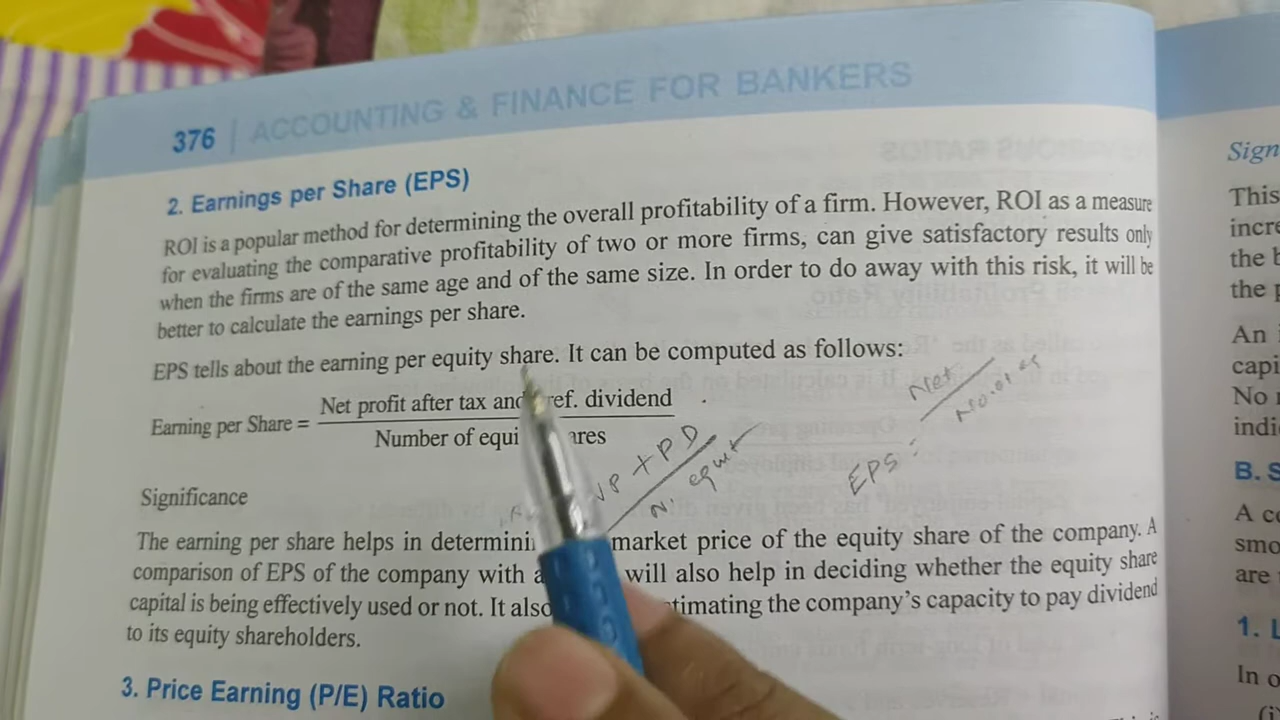 376 | ACCOUNTING & FINANCE FOR BANKERS
2. Earnings per Share (EPS)
ROI is a popular method for determining the overall profitability of a firm. However, ROI as a measure
for evaluating the comparative profitability of two or more firms, can give satisfactory results only
when the firms are of the same age and of the same size. In order to do away with this risk, it will be
better to calculate the earnings per share.
EPS tells about the earning per equity share. It can be computed as follows:
Earning per Share =
Net profit after tax and ref. dividend
Number of equi ares
EPS =
Net
No. of
P + PD
N. equit
Significance
The earning per share helps in determini market price of the equity share of the company. A
comparison of EPS of the company with a will also help in deciding whether the equity share
capital is being effectively used or not. It also timating the company's capacity to pay dividend
to its equity shareholders.
3. Price Earning (P/E) Ratio
Sign
This
incre
the b
the p
An
capi
No
indi
B. S
A co
smo
are
1. L
In o
(i